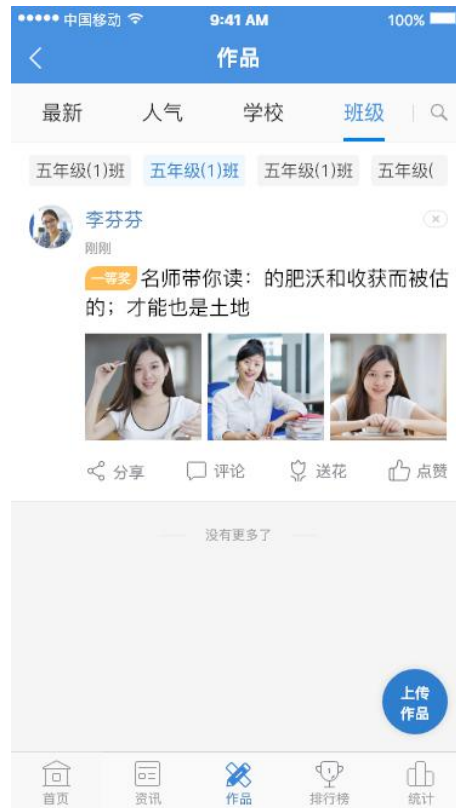 中国移动 9:41 AM 100%
作品
最新 人气 学校 班级
五年级(1)班 五年级(1)班 五年级(1)班 五年级(
李芬芬
刚刚
一等奖 名师带你读：的肥沃和收获而被估
的；才能也是土地
分享 评论 送花 点赞
没有更多了
上传
作品
首页 资讯 作品 排行榜 统计